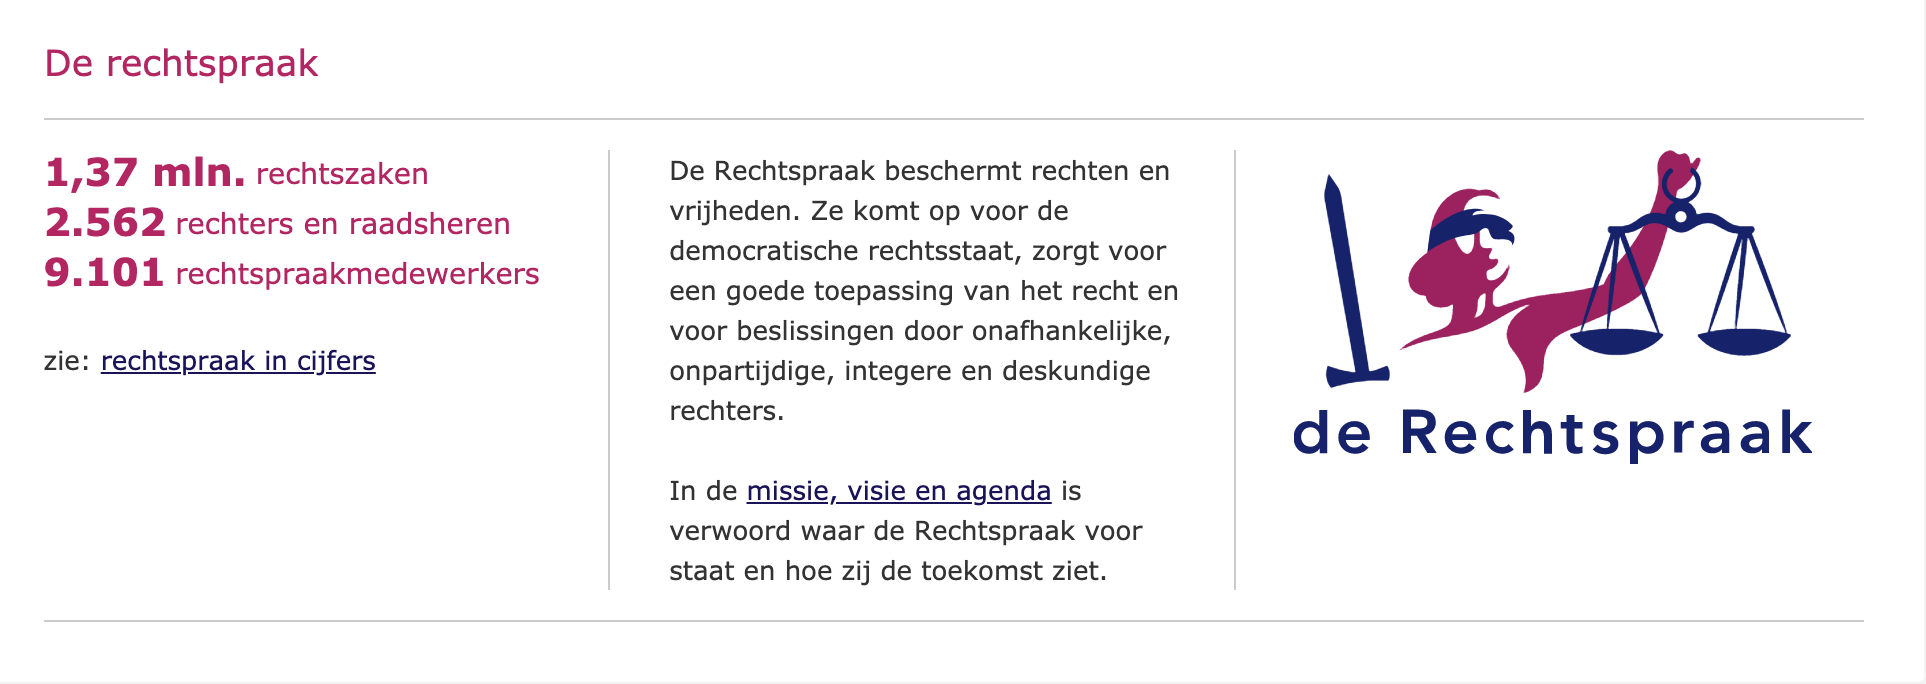 De rechtspraak
1,37 mln. rechtszaken
2.562 rechters en raadsheren
9.101 rechtspraakmedewerkers
zie: rechtspraak in cijfers
De Rechtspraak beschermt rechten en
vrijheden. Ze komt op voor de
democratische rechtsstaat, zorgt voor
een goede toepassing van het recht en
voor beslissingen door onafhankelijke,
onpartijdige, integere en deskundige
rechters.
In de missie, visie en agenda is
verwoord waar de Rechtspraak voor
staat en hoe zij de toekomst ziet.
de Rechtspraak